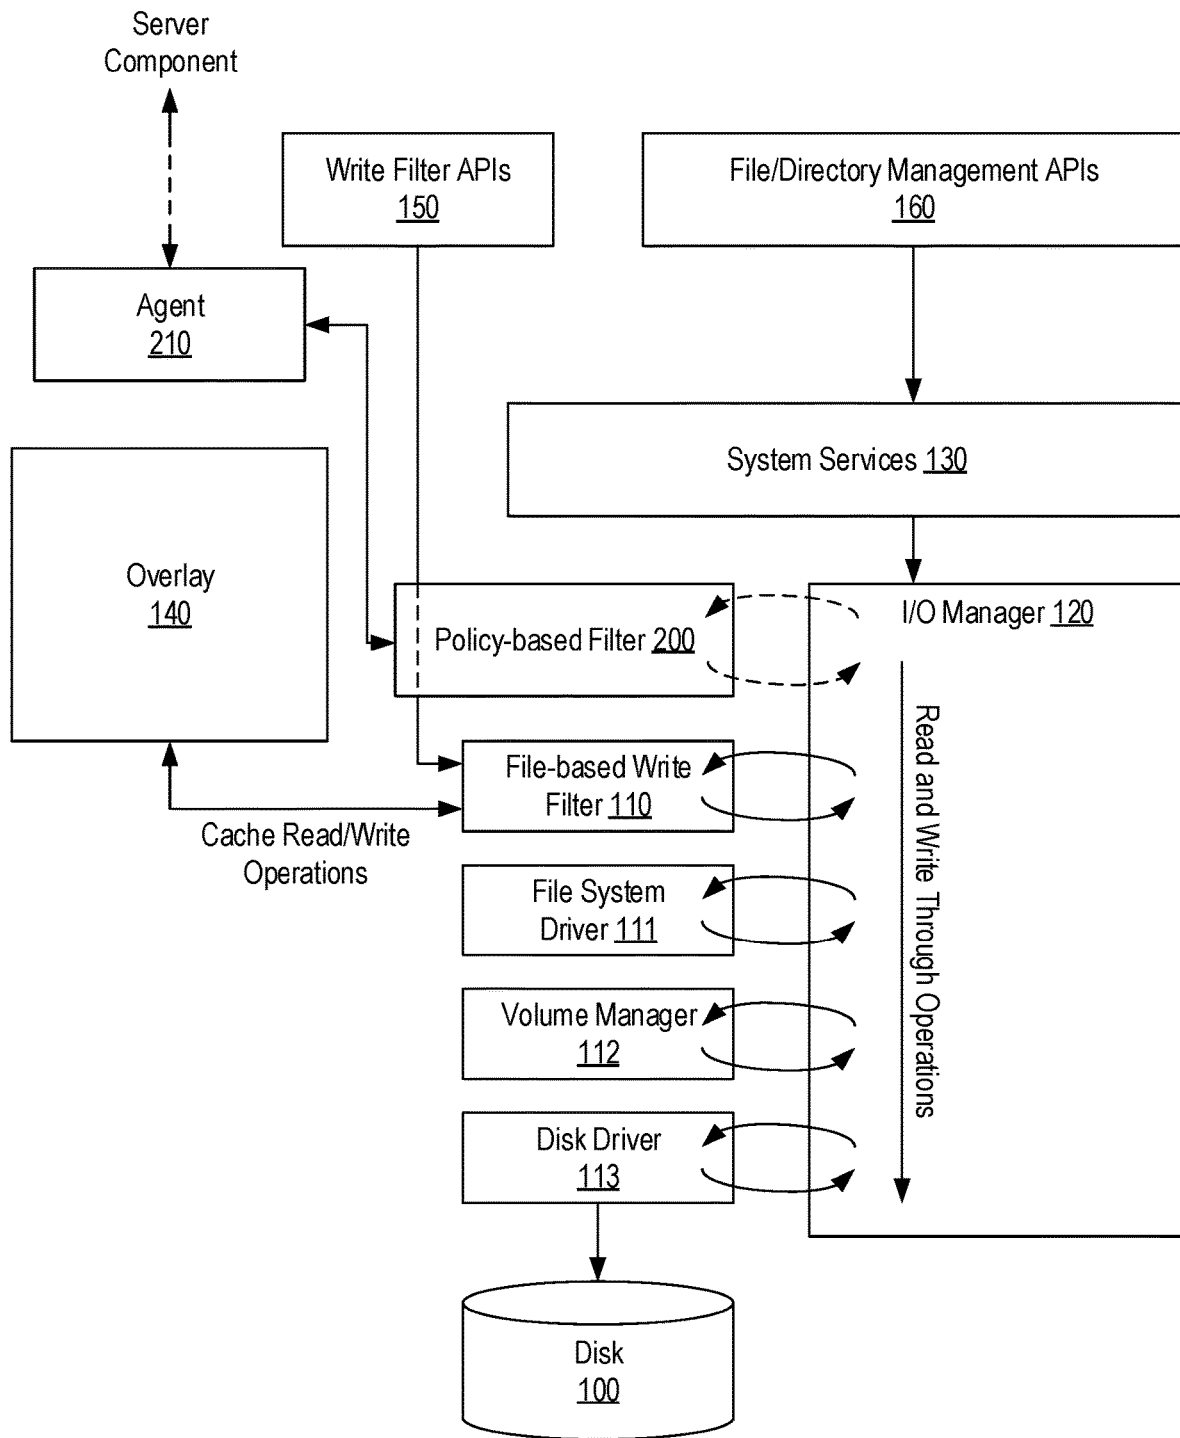 Server
Component
Write Filter APIs
150
File/Directory Management APIs
160
Agent
210
System Services 130
Overlay
140
Policy-based Filter 200
I/O Manager 120
File-based Write
Filter 110
Cache Read/Write
Operations
File System
Driver 111
Volume Manager
112
Disk Driver
113
Read and Write Through Operations
Disk
100